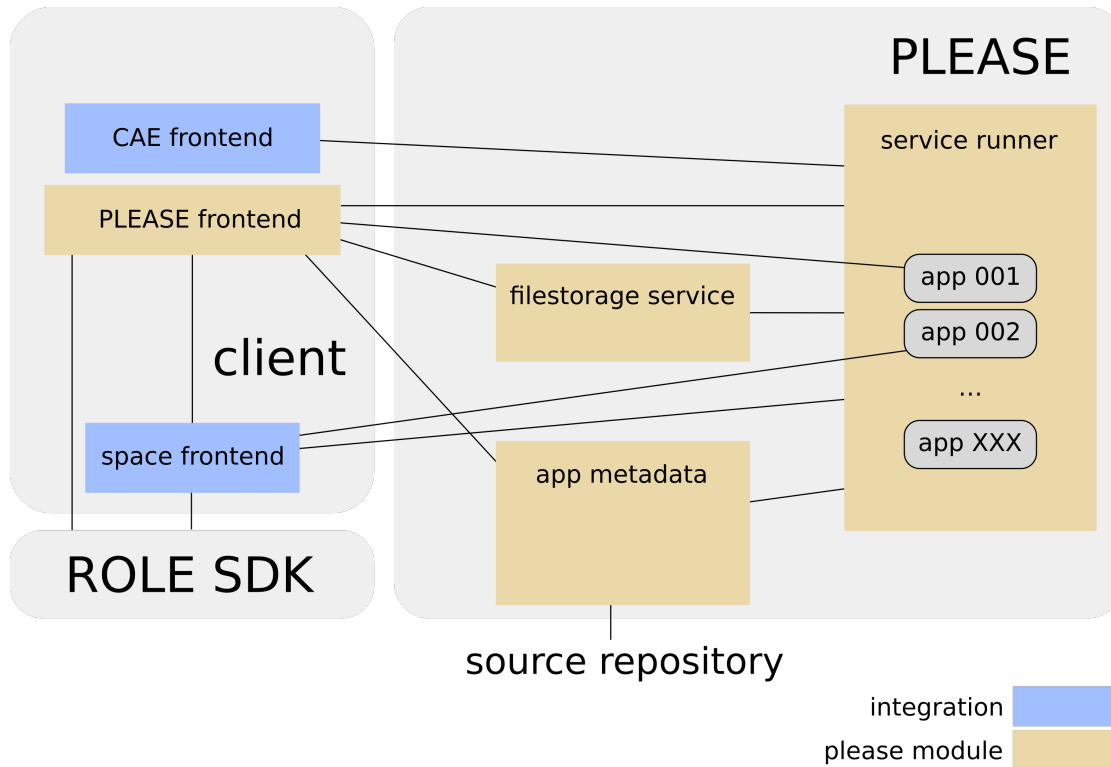 PLEASE
CAE frontend
service runner
PLEASE frontend
app 001
filestorage service
app 002
client
...
space frontend
app metadata
app XXX
ROLE SDK
source repository
integration
please module